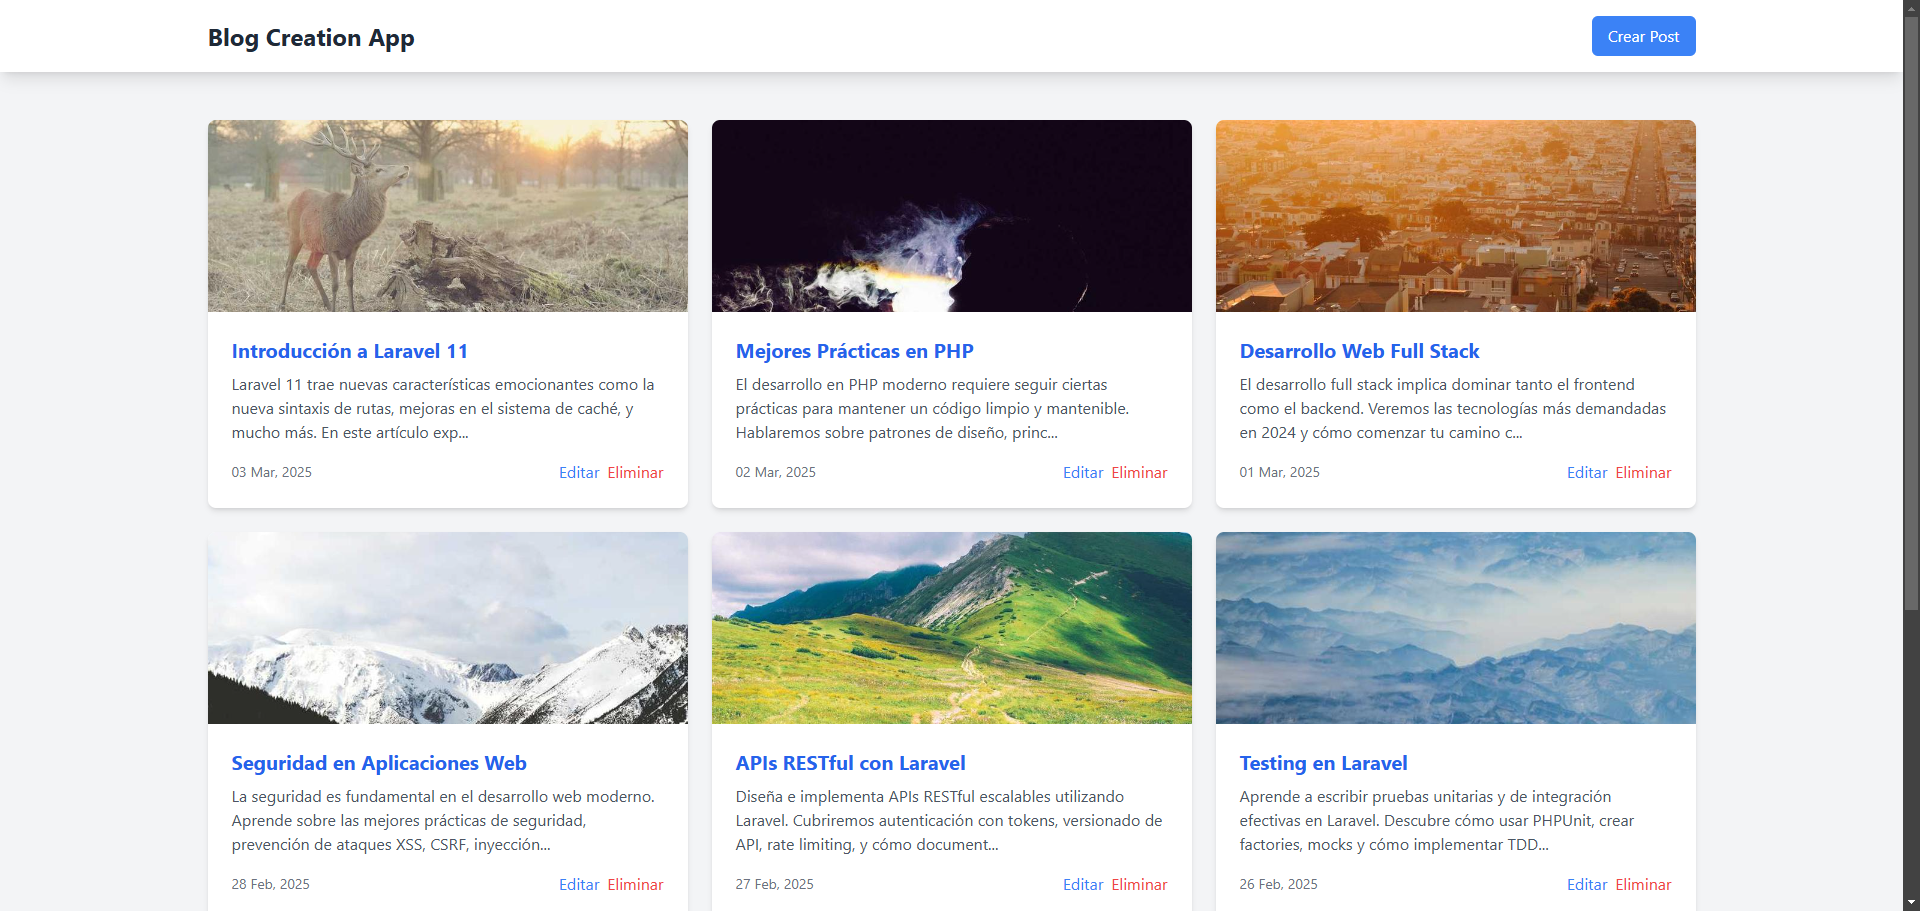 Blog Creation App
Crear Post
Introducción a Laravel 11
Laravel 11 trae nuevas características emocionantes como la
nueva sintaxis de rutas, mejoras en el sistema de caché, y
mucho más. En este artículo exp...
03 Mar, 2025
Editar Eliminar
Mejores Prácticas en PHP
El desarrollo en PHP moderno requiere seguir ciertas
prácticas para mantener un código limpio y mantenible.
Hablaremos sobre patrones de diseño, princ...
02 Mar, 2025
Editar Eliminar
Desarrollo Web Full Stack
El desarrollo full stack implica dominar tanto el frontend
como el backend. Veremos las tecnologías más demandadas
en 2024 y cómo comenzar tu camino c...
01 Mar, 2025
Editar Eliminar
Seguridad en Aplicaciones Web
La seguridad es fundamental en el desarrollo web moderno.
Aprende sobre las mejores prácticas de seguridad,
prevención de ataques XSS, CSRF, inyección...
28 Feb, 2025
Editar Eliminar
APIs RESTful con Laravel
Diseña e implementa APIs RESTful escalables utilizando
Laravel. Cubriremos autenticación con tokens, versionado de
API, rate limiting, y cómo document...
27 Feb, 2025
Editar Eliminar
Testing en Laravel
Aprende a escribir pruebas unitarias y de integración
efectivas en Laravel. Descubre cómo usar PHPUnit, crear
factories, mocks y cómo implementar TDD...
26 Feb, 2025
Editar Eliminar